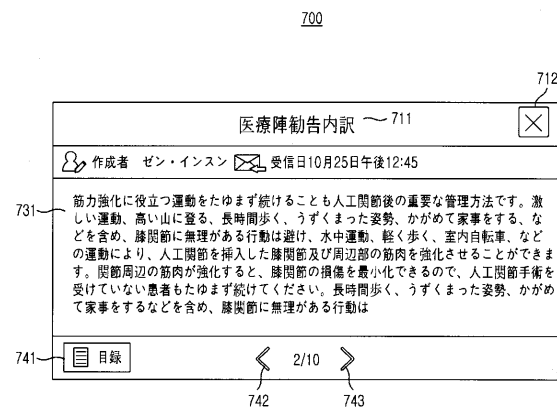 700
712
医療陣勧告内訳 711
作成者 ゼン・インスン 受信日10月25日午後12:45
731
筋力強化に役立つ運動をたゆまず続けることも人工関節後の重要な管理方法です。激
しい運動、高い山に登る、長時間歩く、うずくまった姿勢、かがめて家事をする、な
どを含め、膝関節に無理がある行動は避け、水中運動、軽く歩く、室内自転車、など
の運動により、人工関節を挿入した膝関節及び周辺部の筋肉を強化させることができま
す。関節周辺の筋肉が強化すると、膝関節の損傷を最小化できるので、人工関節手術を
受けていない患者もたゆまず続けてください。長時間歩く、うずくまった姿勢、かがめ
て家事をするなどを含め、膝関節に無理がある行動は
741 目録 2/10
742 743